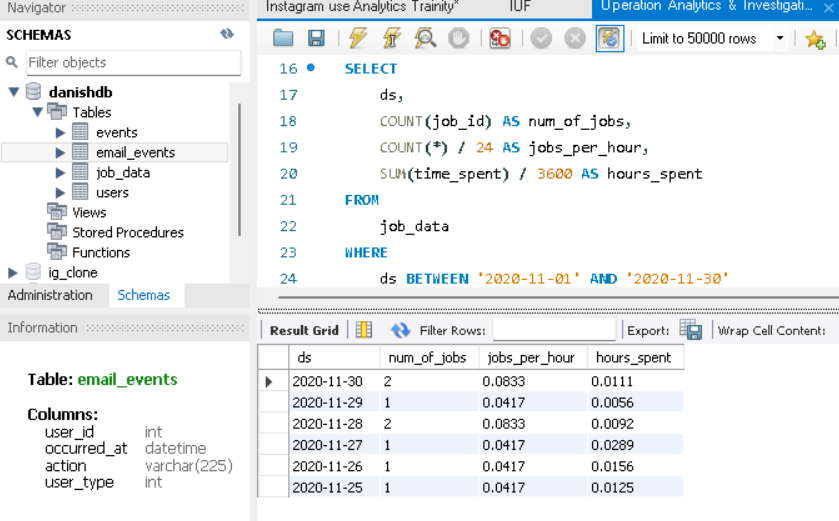 Navigator
SCHEMAS
Filter objects
danishdb
Tables
events
email_events
job_data
users
Views
Stored Procedures
Functions
ig_clone
Administration Schemas
Information
Table: email_events
Columns:
user_id int
occurred_at datetime
action varchar(225)
user_type int
Instagram use Analytics Trainity* IUF Operation Analytics & Investigati...
Limit to 50000 rows
16 SELECT
17 ds,
18 COUNT(job_id) AS num_of_jobs,
19 COUNT(*) / 24 AS jobs_per_hour,
20 SUM(time_spent) / 3600 AS hours_spent
21 FROM
22 job_data
23 WHERE
24 ds BETWEEN '2020-11-01' AND '2020-11-30'
Result Grid Filter Rows: Export: Wrap Cell Content:
ds num_of_jobs jobs_per_hour hours_spent
2020-11-30 2 0.0833 0.0111
2020-11-29 1 0.0417 0.0056
2020-11-28 2 0.0833 0.0092
2020-11-27 1 0.0417 0.0289
2020-11-26 1 0.0417 0.0156
2020-11-25 1 0.0417 0.0125